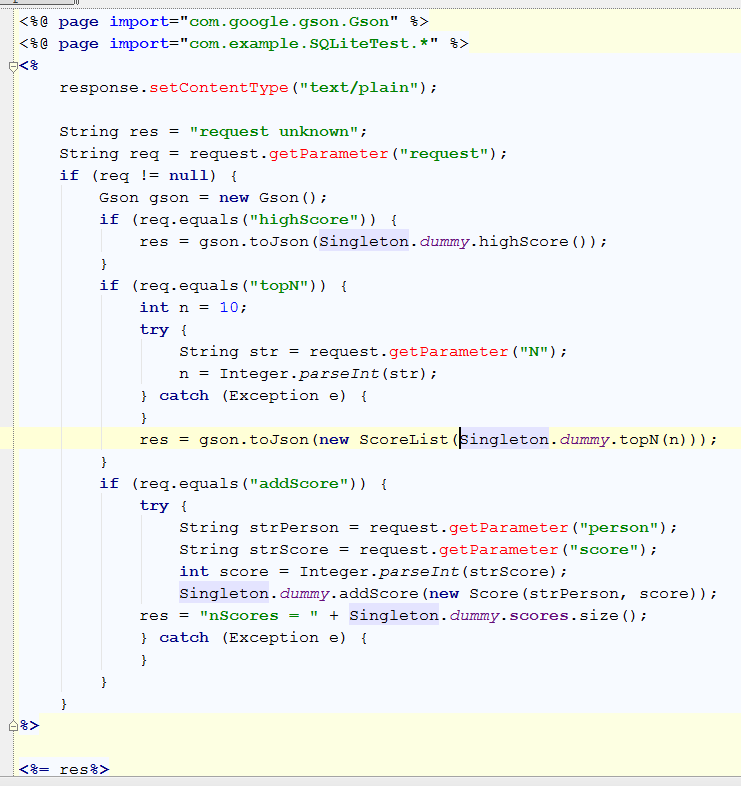 <%@ page import="com.google.gson.Gson" %>
<%@ page import="com.example.SQLiteTest.*" %>
<%
    response.setContentType("text/plain");

    String res = "request unknown";
    String req = request.getParameter("request");
    if (req != null) {
        Gson gson = new Gson();
        if (req.equals("highScore")) {
            res = gson.toJson(Singleton.dummy.highScore());
        }
        if (req.equals("topN")) {
            int n = 10;
            try {
                String str = request.getParameter("N");
                n = Integer.parseInt(str);
            } catch (Exception e) {
            }
            res = gson.toJson(new ScoreList(Singleton.dummy.topN(n)));
        }
        if (req.equals("addScore")) {
            try {
                String strPerson = request.getParameter("person");
                String strScore = request.getParameter("score");
                int score = Integer.parseInt(strScore);
                Singleton.dummy.addScore(new Score(strPerson, score));
            res = "nScores = " + Singleton.dummy.scores.size();
            } catch (Exception e) {
            }
        }
    }
%>

<%= res%>